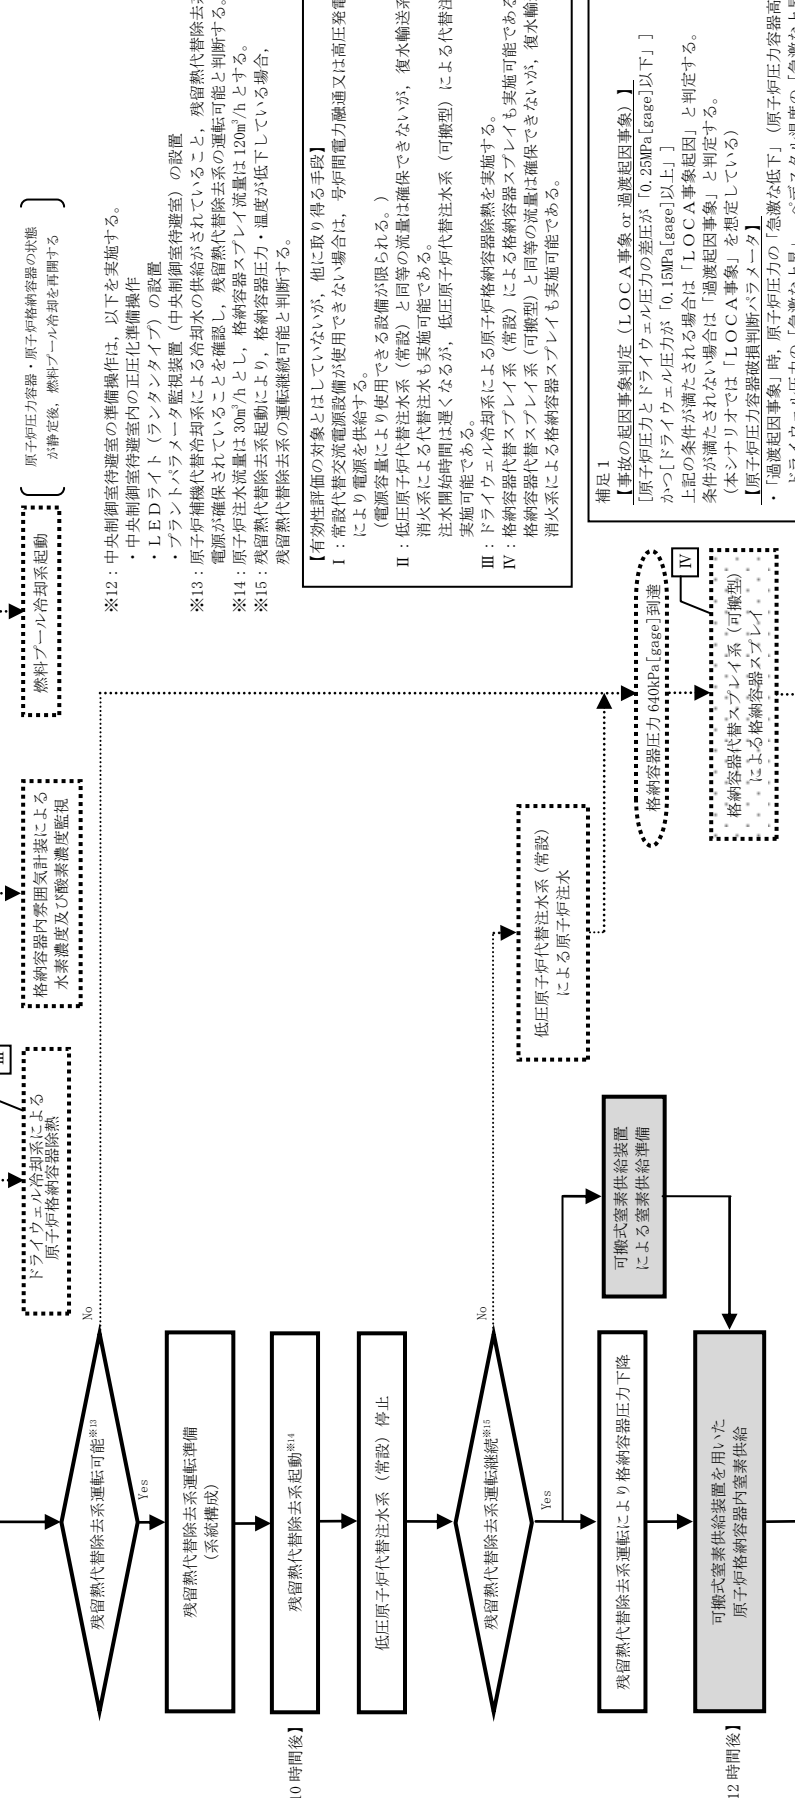 燃料プール冷却系起動
原子炉圧力容器・原子炉格納容器の状態
が静定後，燃料プール冷却を再開する
格納容器内雰囲気計装による
水素濃度及び酸素濃度監視
Ⅲ
ドライウェル冷却系による
原子炉格納容器除熱
No
残留熱代替除去系運転可能※13
Yes
残留熱代替除去系運転準備
（系統構成）
残留熱代替除去系起動※14
10時間後】
低圧原子炉代替注水系（常設）停止
No
残留熱代替除去系運転継続※15
Yes
残留熱代替除去系運転により格納容器圧力下降
可搬式窒素供給装置
による窒素供給準備
可搬式窒素供給装置を用いた
原子炉格納容器内窒素供給
12時間後】
低圧原子炉代替注水系（常設）
による原子炉注水
格納容器圧力 640kPa[gage]到達
Ⅳ
格納容器代替スプレイ系（可搬型）
による格納容器スプレイ
※12：中央制御室待避室の準備操作は，以下を実施する。
・中央制御室待避室内の正圧化準備操作
・ＬＥＤライト（ランタンタイプ）の設置
・プラントパラメータ監視装置（中央制御室待避室）の設置
※13：原子炉補機代替冷却系による冷却水の供給がされていること，残留熱代替除去系
電源が確保されていることを確認し，残留熱代替除去系の運転可能と判断する。
※14：原子炉注水流量は 30m³/h とし，格納容器スプレイ流量は 120m³/h とする。
※15：残留熱代替除去系起動により，格納容器圧力・温度が低下している場合，
残留熱代替除去系の運転継続可能と判断する。
【有効性評価の対象とはしていないが，他に取り得る手段】
Ⅰ：常設代替交流電源設備が使用できない場合は，号炉間電力融通又は高圧発電
により電源を供給する。
（電源容量により使用できる設備が限られる。）
Ⅱ：低圧原子炉代替注水系（常設）と同等の流量は確保できないが，復水輸送系
消火系による代替注水も実施可能である。
注水開始時間は遅くなるが，低圧原子炉代替注水系（可搬型）による代替注
実施可能である。
Ⅲ：ドライウェル冷却系による原子炉格納容器除熱を実施する。
Ⅳ：格納容器代替スプレイ系（常設）による格納容器スプレイも実施可能である
格納容器代替スプレイ系（可搬型）と同等の流量は確保できないが，復水輸
消火系による格納容器スプレイも実施可能である。
補足１
【事故の起因事象判定（ＬＯＣＡ事象 or 過渡起因事象）】
[原子炉圧力とドライウェル圧力の差圧が「0.25MPa[gage]以下」]
かつ[ドライウェル圧力が「0.15MPa[gage]以上」]
上記の条件が満たされる場合は「ＬＯＣＡ事象起因」と判定する。
条件が満たされない場合は「過渡起因事象」と判定する。
（本シナリオでは「ＬＯＣＡ事象」を想定している）
【原子炉圧力容器破損判断パラメータ】
・「過渡起因事象」時，原子炉圧力の「急激な低下」（原子炉圧力容器高
ドライウェル圧力の「急激な上昇」，ペデスタル温度の「急激な上昇